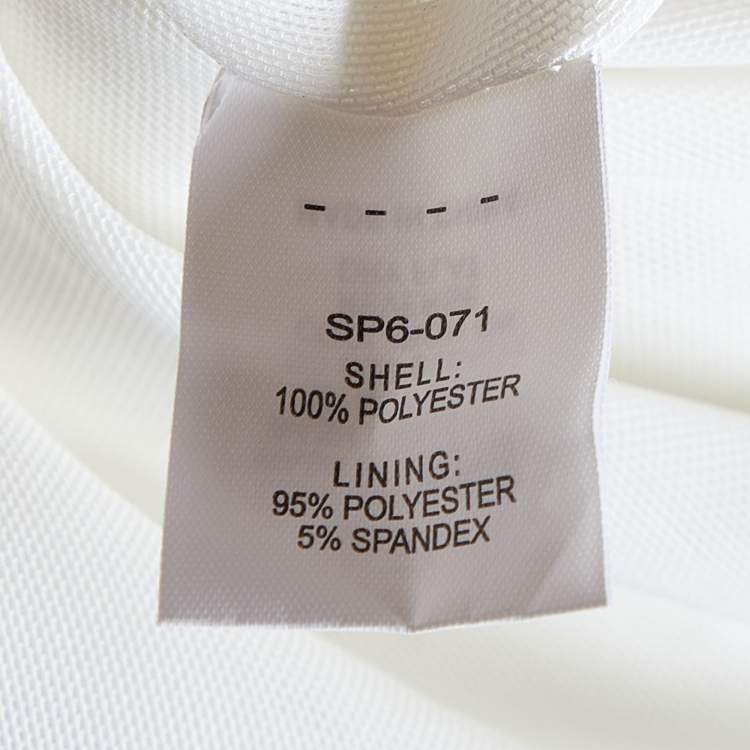 - - - -
SP6-071
SHELL:
100% POLYESTER
LINING:
95% POLYESTER
5% SPANDEX